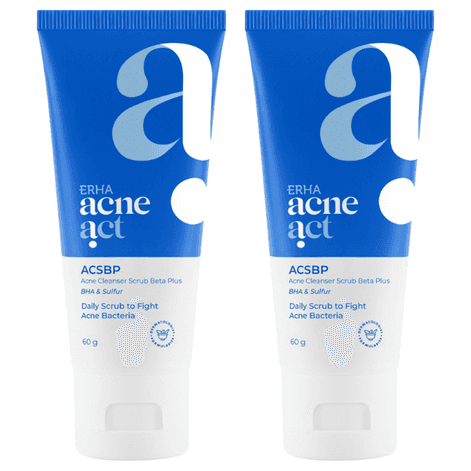 a.
ERHA
acne
act
ACSBP
Acne Cleanser Scrub Beta Plus
BHA & Sulfur
Daily Scrub to Fight
Acne Bacteria
60 g
a.
ERHA
acne
act
ACSBP
Acne Cleanser Scrub Beta Plus
BHA & Sulfur
Daily Scrub to Fight
Acne Bacteria
60 g